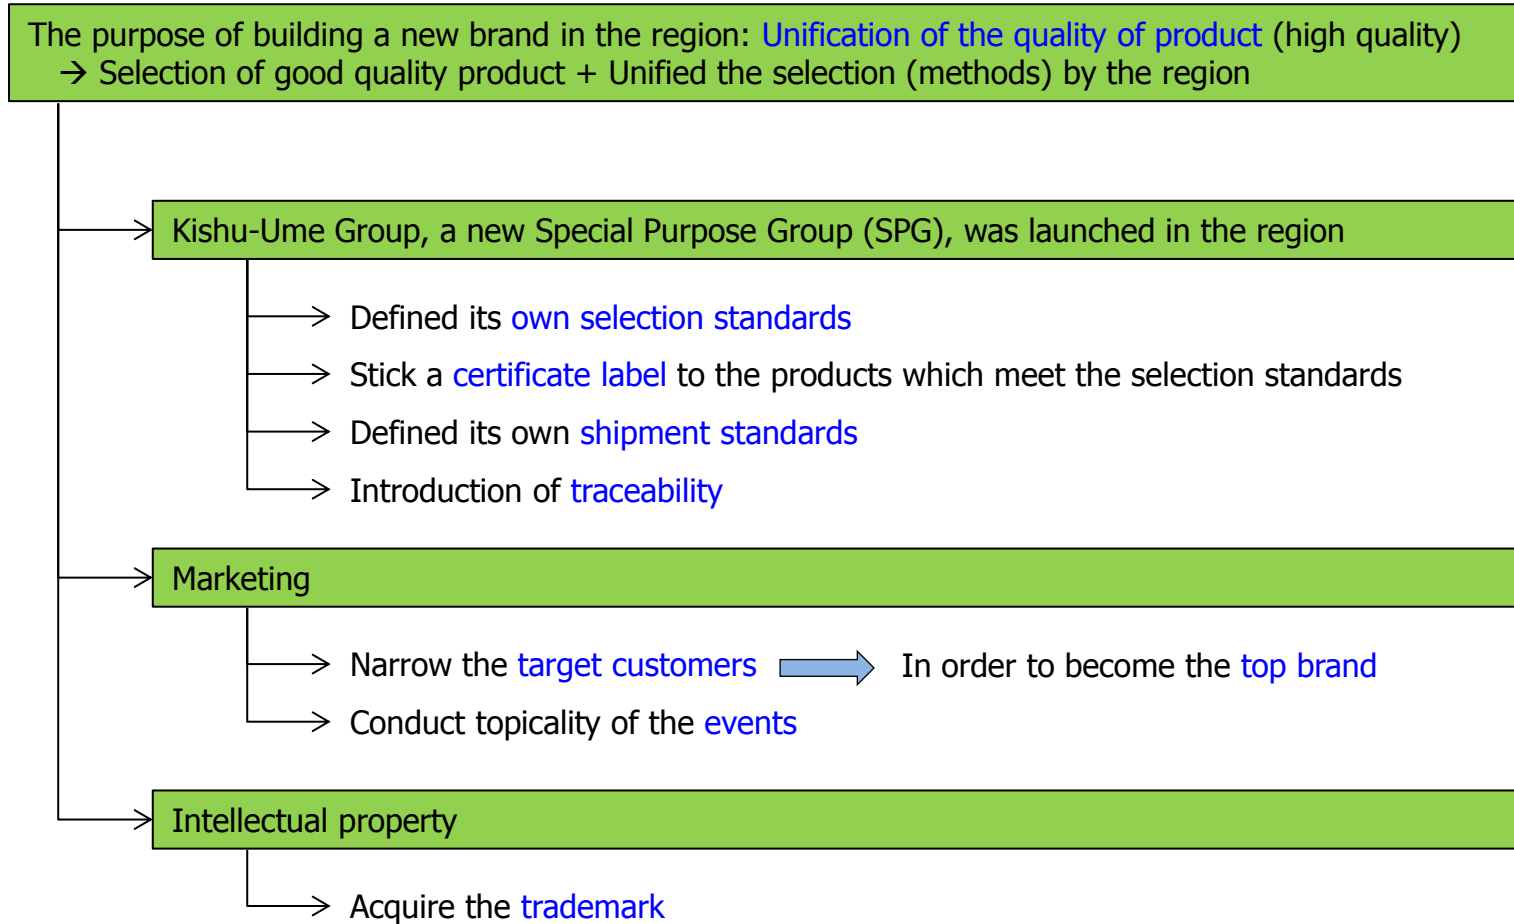 The purpose of building a new brand in the region: Unification of the quality of product (high quality)
→ Selection of good quality product + Unified the selection (methods) by the region
Kishu-Ume Group, a new Special Purpose Group (SPG), was launched in the region
Defined its own selection standards
Stick a certificate label to the products which meet the selection standards
Defined its own shipment standards
Introduction of traceability
Marketing
Narrow the target customers In order to become the top brand
Conduct topicality of the events
Intellectual property
Acquire the trademark